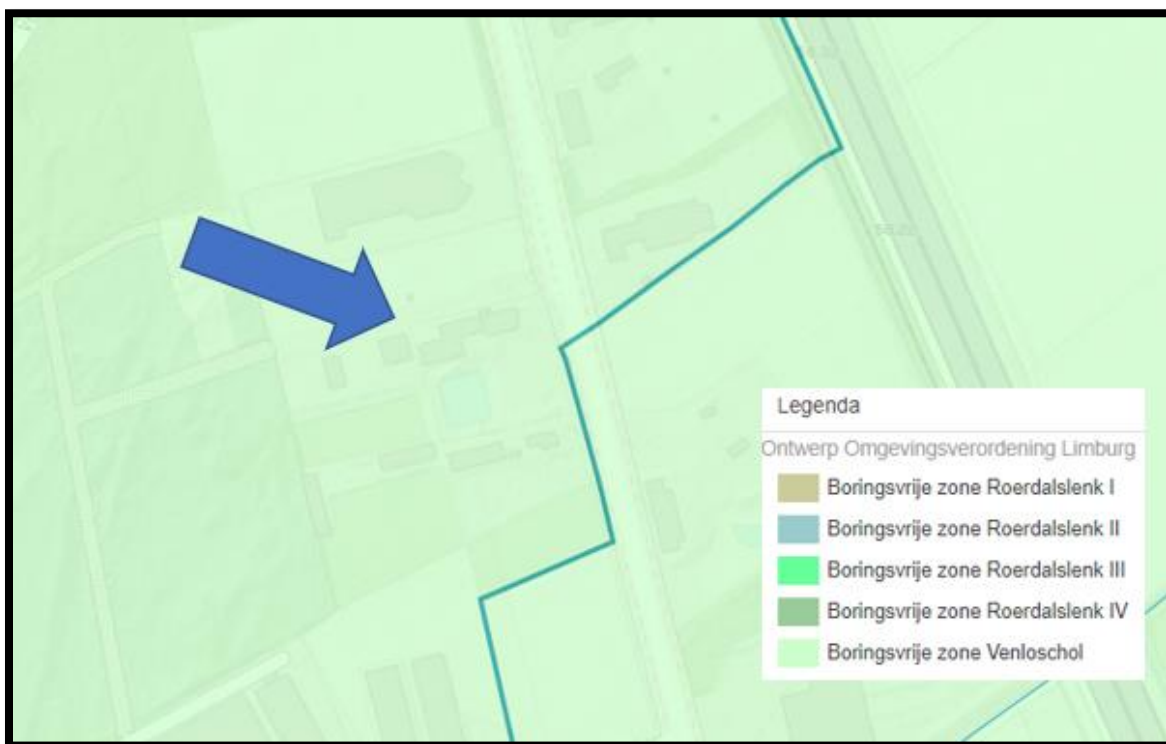 Legenda
Ontwerp Omgevingsverordening Limburg
Boringsvrije zone Roerdalslenk I
Boringsvrije zone Roerdalslenk II
Boringsvrije zone Roerdalslenk III
Boringsvrije zone Roerdalslenk IV
Boringsvrije zone Venloschol